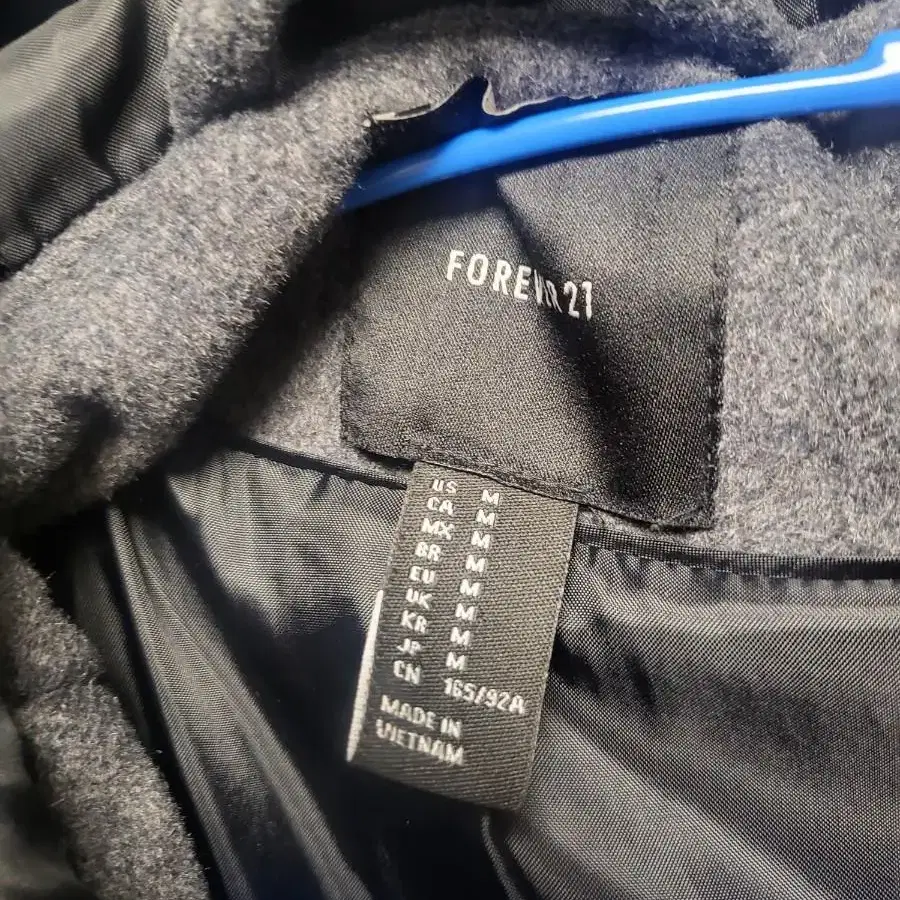 FOREVER 21
US M
CA M
MX M
BR M
EU M
UK M
KR M
JP M
CN 165/92A
MADE IN
VIETNAM